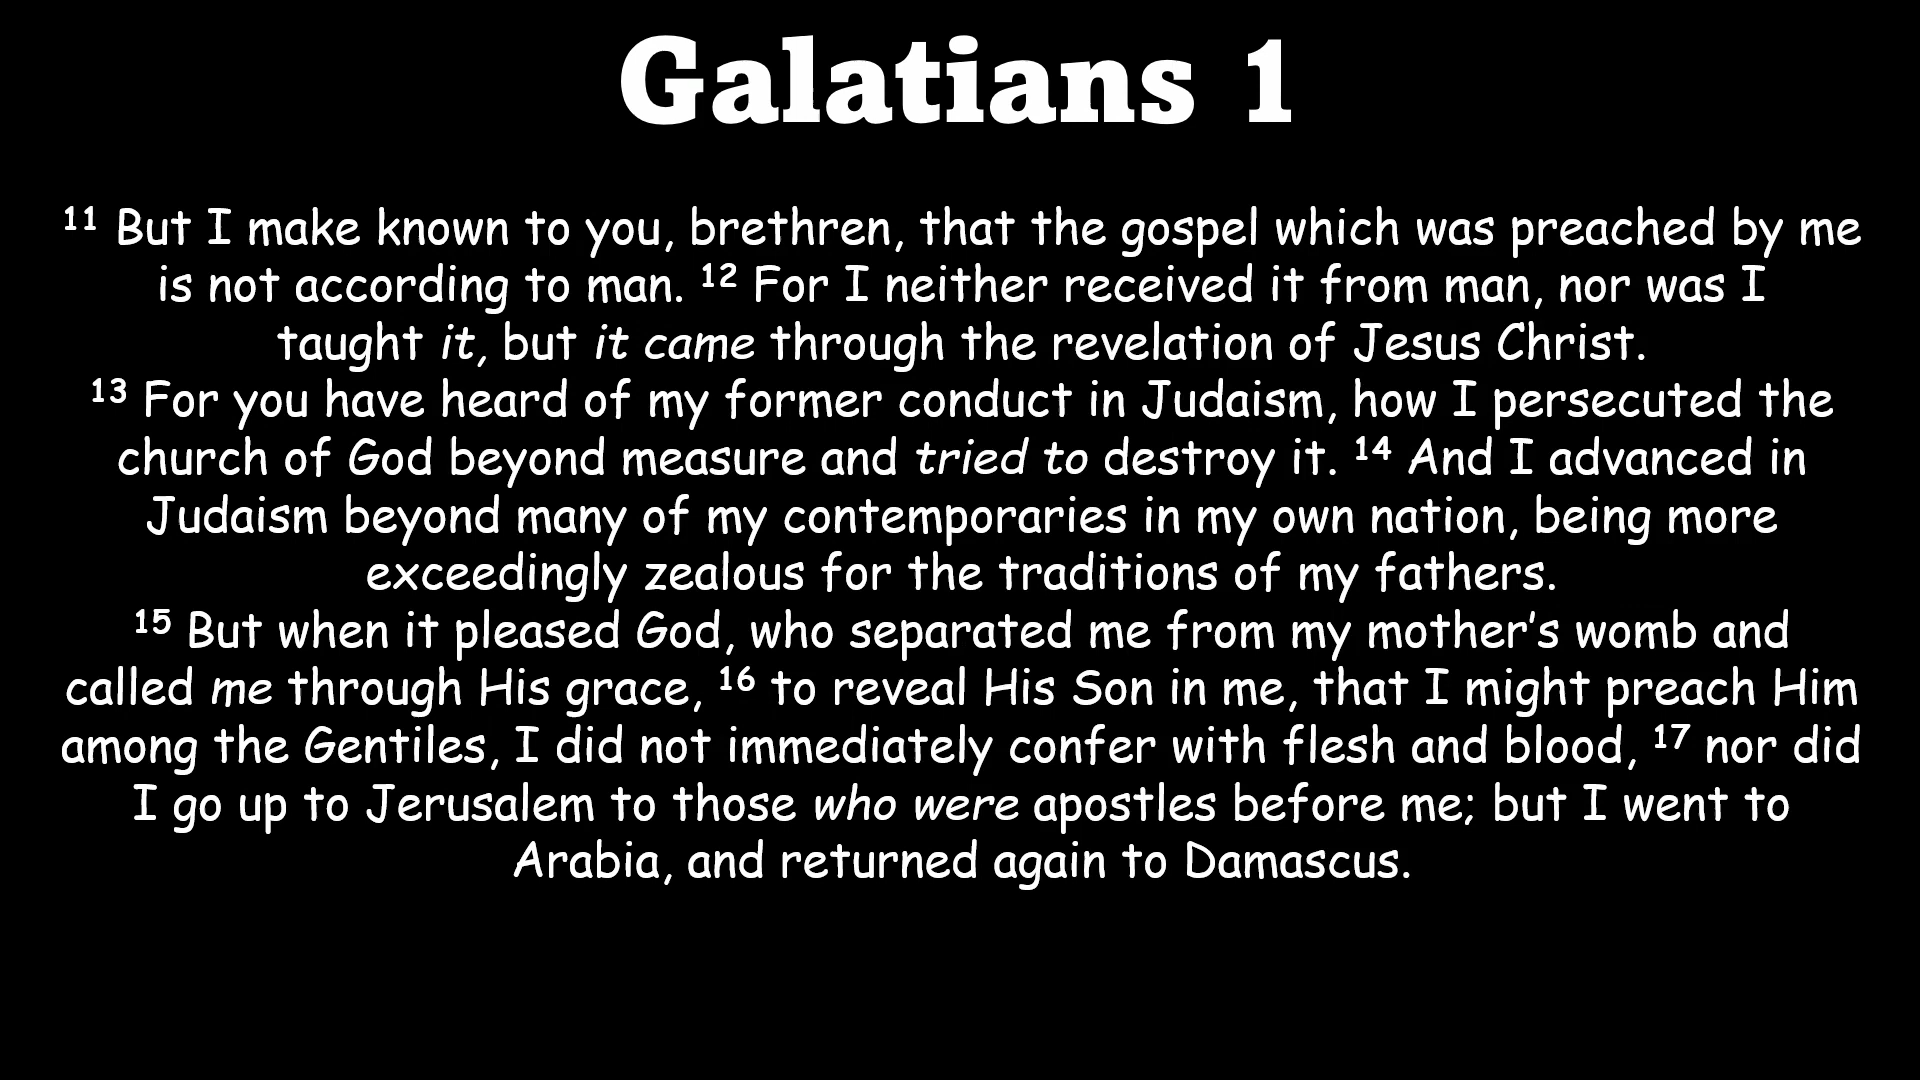 Galatians 1
11 But I make known to you, brethren, that the gospel which was preached by me
is not according to man. 12 For I neither received it from man, nor was I
taught it, but it came through the revelation of Jesus Christ.
13 For you have heard of my former conduct in Judaism, how I persecuted the
church of God beyond measure and tried to destroy it. 14 And I advanced in
Judaism beyond many of my contemporaries in my own nation, being more
exceedingly zealous for the traditions of my fathers.
15 But when it pleased God, who separated me from my mother’s womb and
called me through His grace, 16 to reveal His Son in me, that I might preach Him
among the Gentiles, I did not immediately confer with flesh and blood, 17 nor did
I go up to Jerusalem to those who were apostles before me; but I went to
Arabia, and returned again to Damascus.